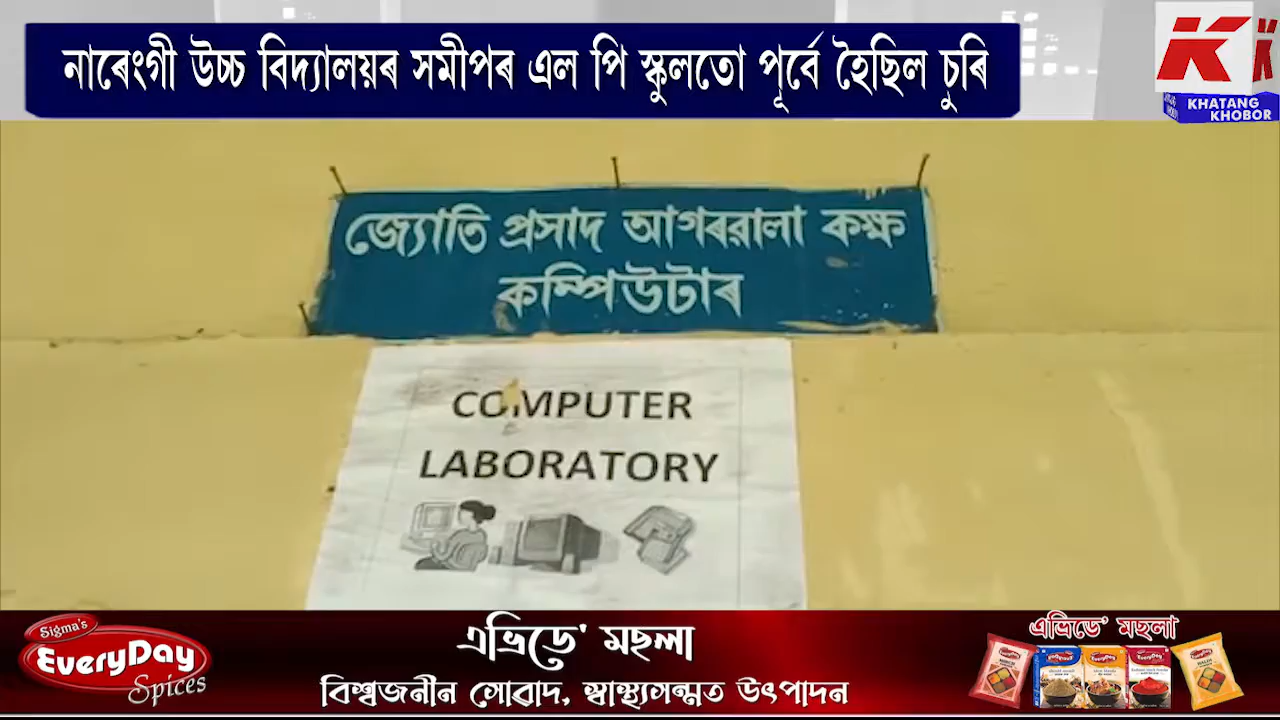 নাৰেংগী উচ্চ বিদ্যালয়ৰ সমীপৰ এল পি স্কুলতো পূৰ্বে হৈছিল চুৰি
KHATANG
KHOBOR
জ্যোতি প্ৰসাদ আগৰৱালা কক্ষ
কম্পিউটাৰ
COMPUTER
LABORATORY
Sigma's
EveryDay
Spices
এভ্ৰিডে' মছলা
বিশ্বজনীন সোৱাদ, স্বাস্থ্যসন্মত উৎপাদন
এভ্ৰিডে' মছলা